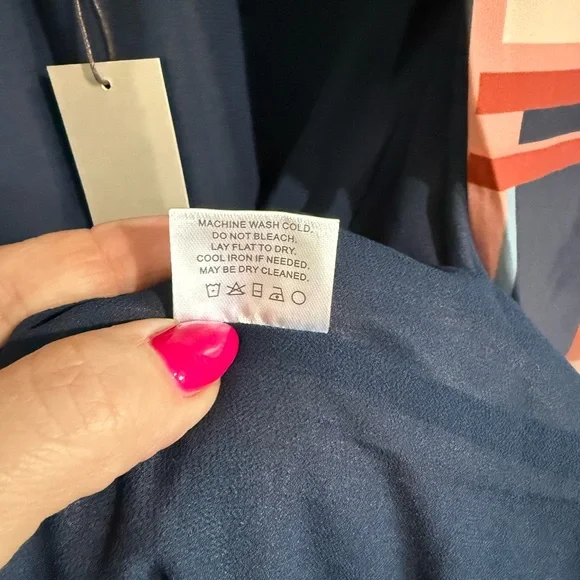 MACHINE WASH COLD.
DO NOT BLEACH.
LAY FLAT TO DRY.
COOL IRON IF NEEDED.
MAY BE DRY CLEANED.